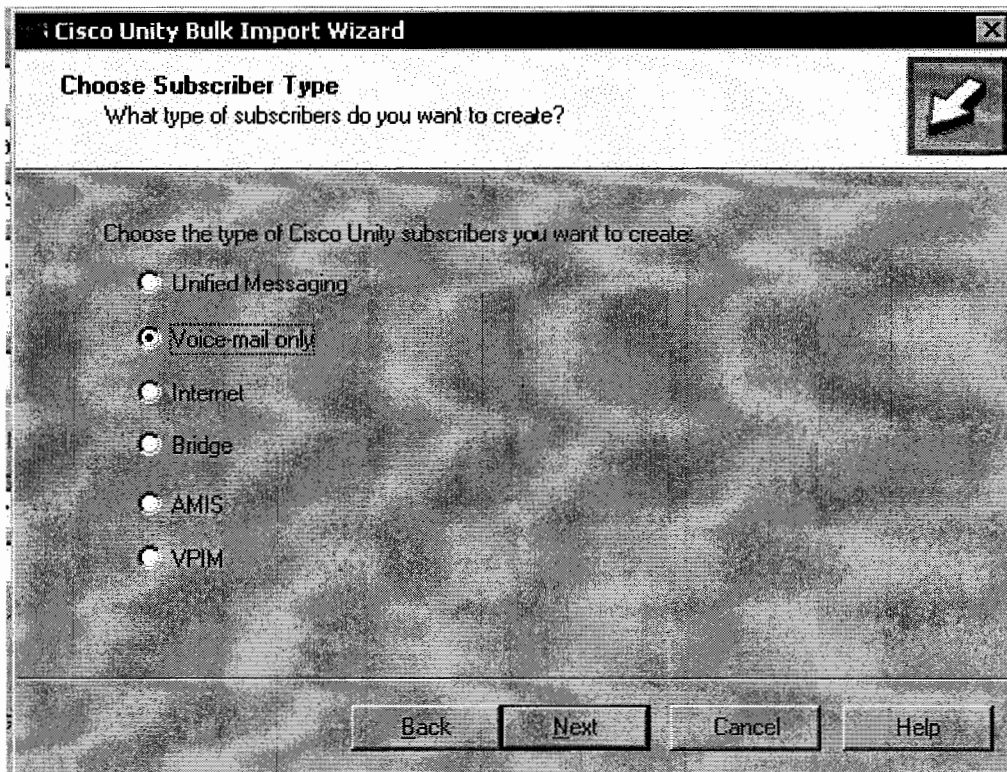 Cisco Unity Bulk Import Wizard
Choose Subscriber Type
What type of subscribers do you want to create?
Choose the type of Cisco Unity subscribers you want to create:
Unified Messaging
Voice-mail only
Internet
Bridge
AMIS
VPIM
Back Next Cancel Help